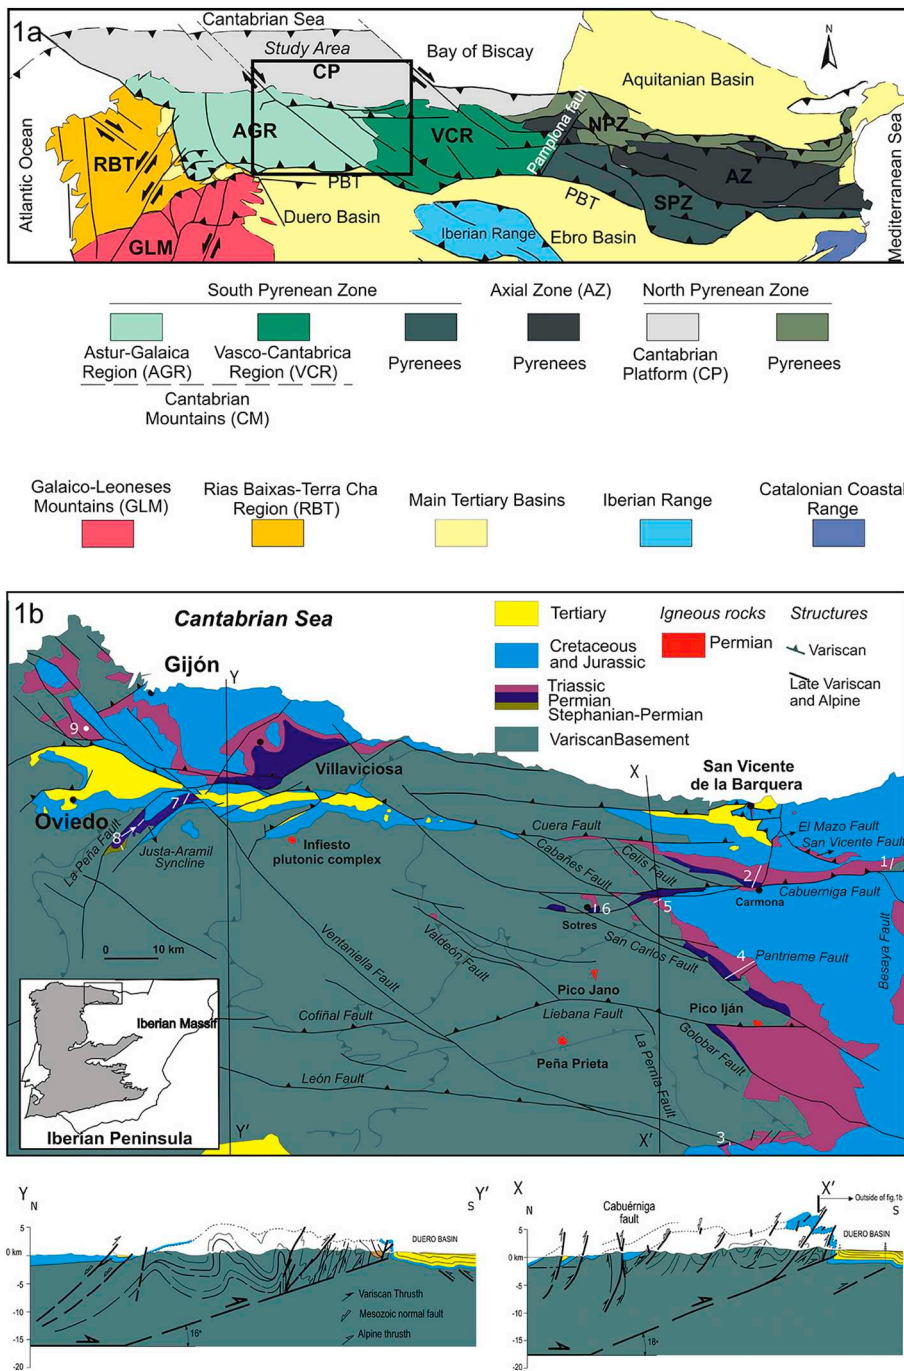 1a
Cantabrian Sea
Study Area
CP
Bay of Biscay
N
Aquitanian Basin
Atlantic Ocean
RBT
AGR
VCR
Pamplona fault
NPZ
AZ
SPZ
PBT
PBT
Duero Basin
GLM
Iberian Range
Ebro Basin
Mediterranean Sea
South Pyrenean Zone
Axial Zone (AZ)
North Pyrenean Zone
Astur-Galaica
Region (AGR)
Vasco-Cantabrica
Region (VCR)
Pyrenees
Pyrenees
Cantabrian
Platform (CP)
Pyrenees
Cantabrian
Mountains (CM)
Galaico-Leoneses
Mountains (GLM)
Rias Baixas-Terra Cha
Region (RBT)
Main Tertiary Basins
Iberian Range
Catalonian Coastal
Range
1b
Cantabrian Sea
Tertiary
Cretaceous
and Jurassic
Triassic
Permian
Stephanian-Permian
VariscanBasement
Igneous rocks
Permian
Structures
Variscan
Late Variscan
and Alpine
Gijón
Y
9
Villaviciosa
X
San Vicente
de la Barquera
Oviedo
7
8
La Peña Fault
Justa-Aramil
Syncline
Infiesto
plutonic complex
Cuera Fault
Cabañes Fault
Celis Fault
El Mazo Fault
San Vicente Fault
1
2
Cabuerniga Fault
Carmona
0 10 km
6
Sotres
5
San Carlos Fault
4
Pantrieme Fault
Besaya Fault
Ventaniella Fault
Valdeón Fault
Pico Jano
Pico Iján
Cofiñal Fault
Liebana Fault
Golobar Fault
Peña Prieta
La Pernia Fault
León Fault
Iberian Massif
Iberian Peninsula
Y'
X'
3
Y
N
Y'
S
5
0 km
-5
-10
-15
-20
DUERO BASIN
16°
Variscan Thrusth
Mesozoic normal fault
Alpine thrust
X
N
Cabuérniga
fault
X'
Outside of fig.1b
S
5
0 km
-5
-10
-15
-20
DUERO BASIN
18°